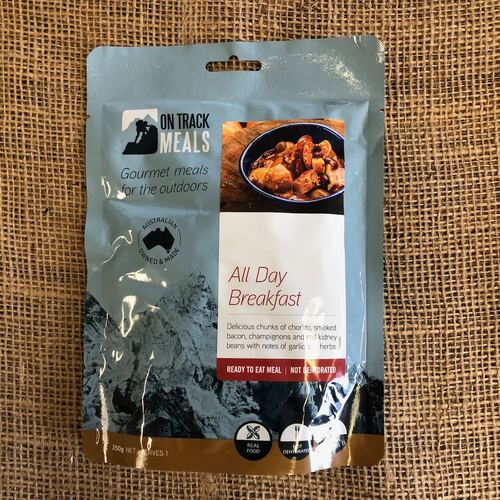 ON TRACK
MEALS
Gourmet meals
for the outdoors
AUSTRALIAN
OWNED & MADE
All Day
Breakfast
Delicious chunks of chorizo, smoked
bacon, champignons and red kidney
beans with notes of garlic & herbs.
READY TO EAT MEAL | NOT DEHYDRATED
250g NET SERVES 1
REAL
FOOD
NOT
DEHYDRATED